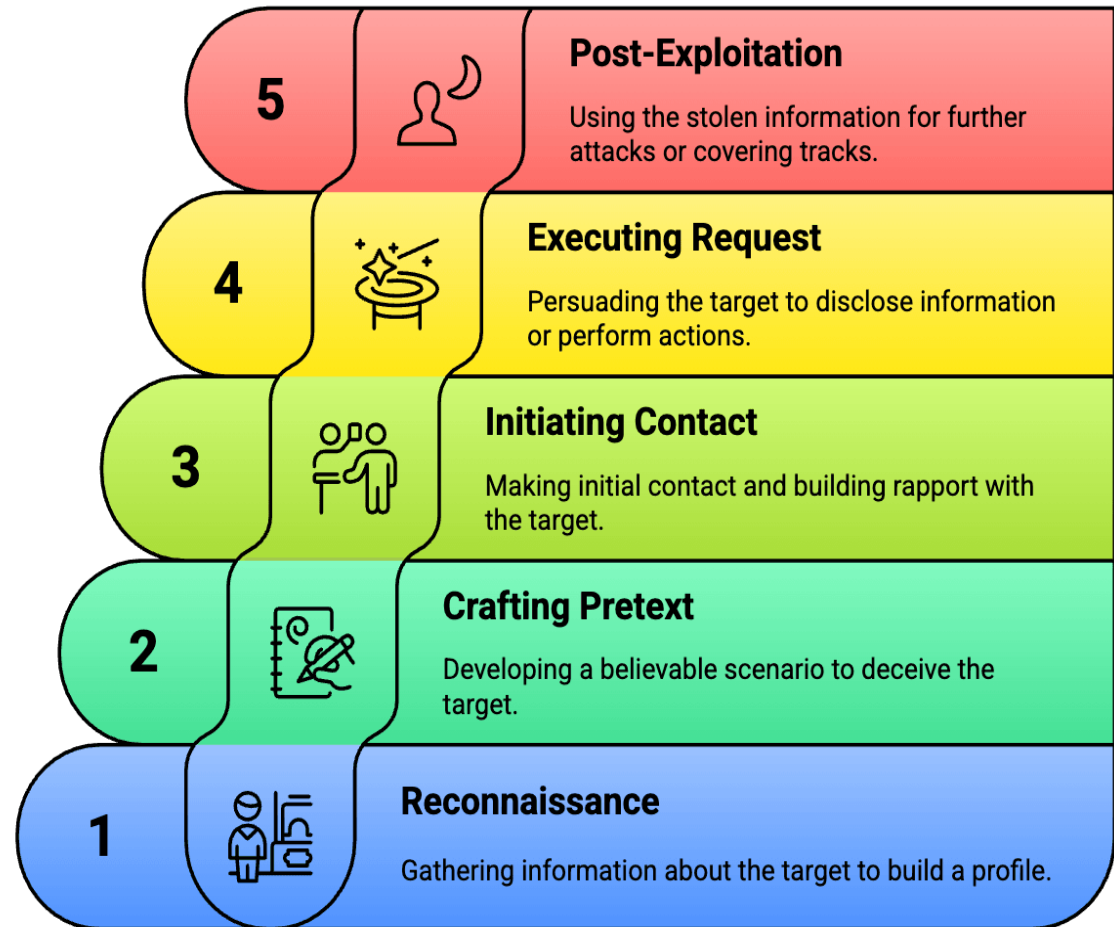 5
Post-Exploitation
Using the stolen information for further
attacks or covering tracks.
4
Executing Request
Persuading the target to disclose information
or perform actions.
3
Initiating Contact
Making initial contact and building rapport with
the target.
2
Crafting Pretext
Developing a believable scenario to deceive the
target.
1
Reconnaissance
Gathering information about the target to build a profile.